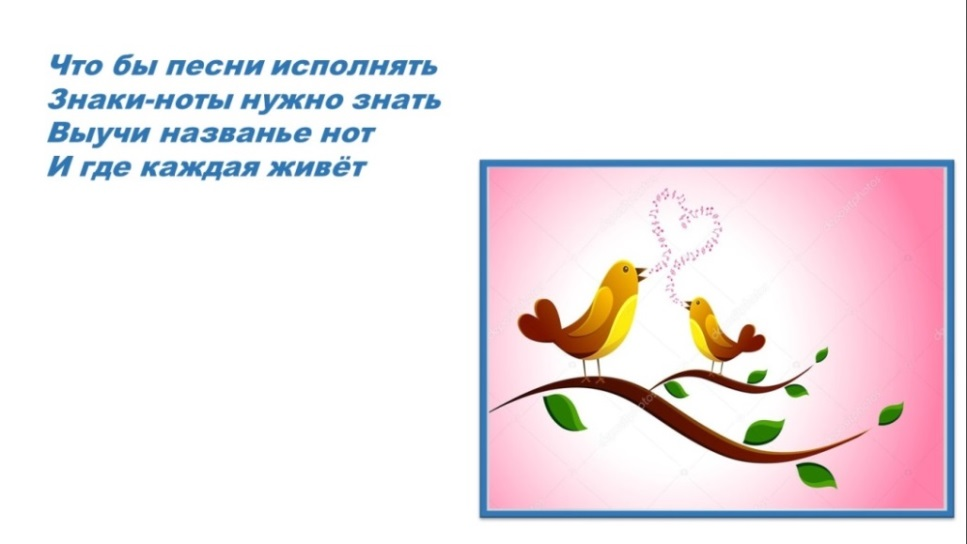 Что бы песни исполнять
Знаки-ноты нужно знать
Выучи названье нот
И где каждая живёт